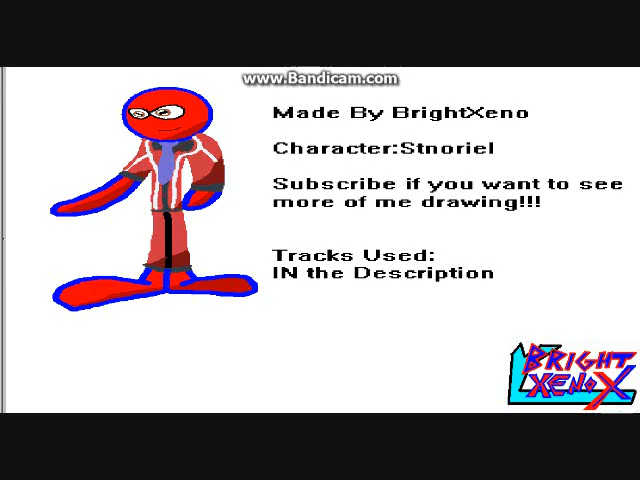 www.Bandicam.com
Made By BrightXeno
Character:Stnoriel
Subscribe if you want to see
more of me drawing!!!
Tracks Used:
IN the Description
BRIGHT
XENOX